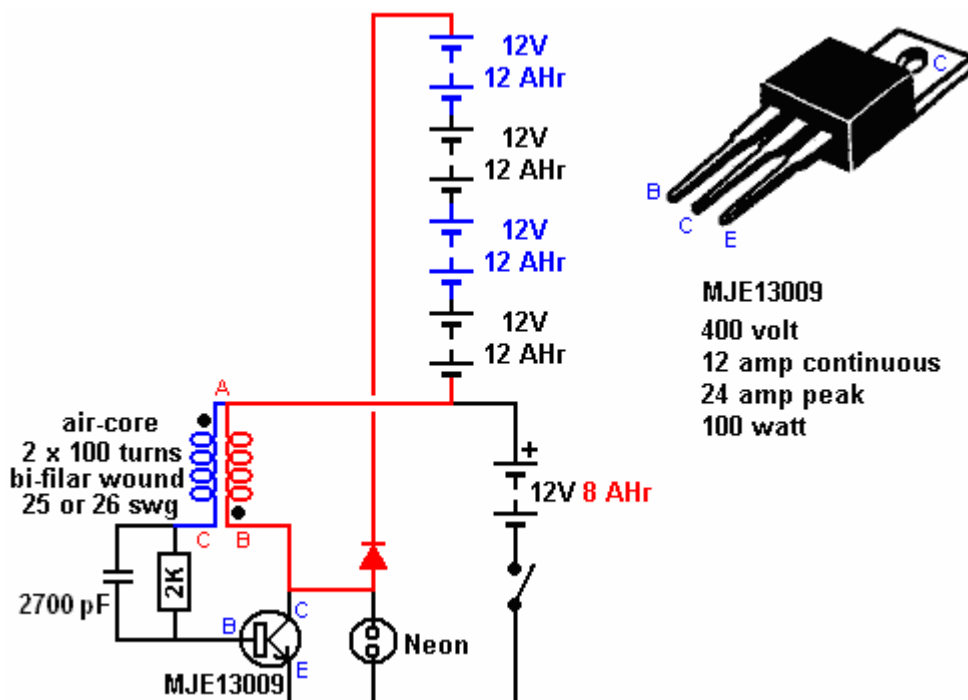 12V
12 AHr
12V
12 AHr
12V
12 AHr
12V
12 AHr
C
B
C
E
MJE13009
400 volt
12 amp continuous
24 amp peak
100 watt
A
air-core
2 x 100 turns
bi-filar wound
25 or 26 swg
C
B
+
12V 8 AHr
2700 pF
2K
B
C
E
MJE13009
Neon